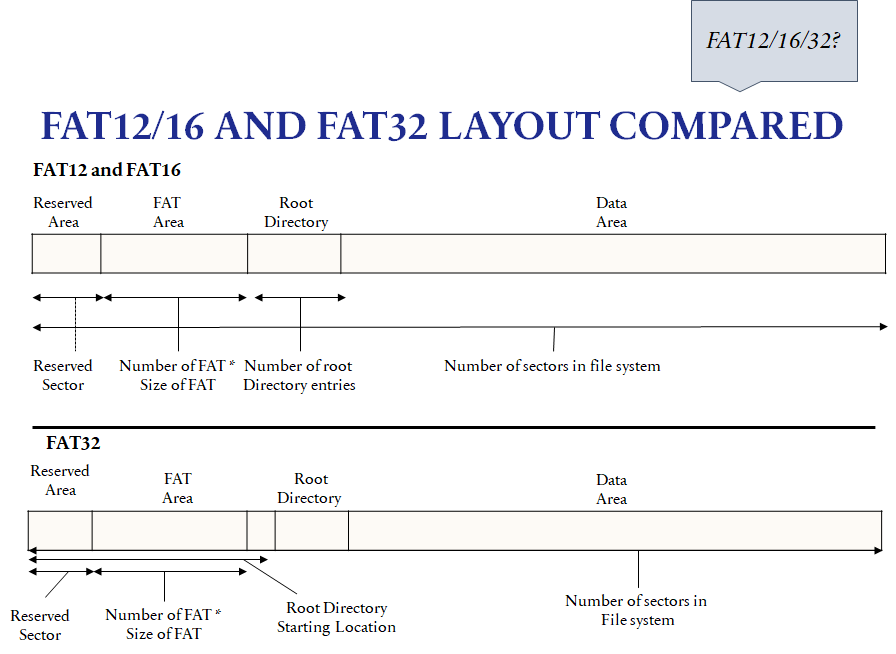 FAT12/16/32?
FAT12/16 AND FAT32 LAYOUT COMPARED
FAT12 and FAT16
Reserved
Area
FAT
Area
Root
Directory
Data
Area
Reserved
Sector
Number of FAT *
Size of FAT
Number of root
Directory entries
Number of sectors in file system
FAT32
Reserved
Area
FAT
Area
Root
Directory
Data
Area
Reserved
Sector
Number of FAT *
Size of FAT
Root Directory
Starting Location
Number of sectors in
File system